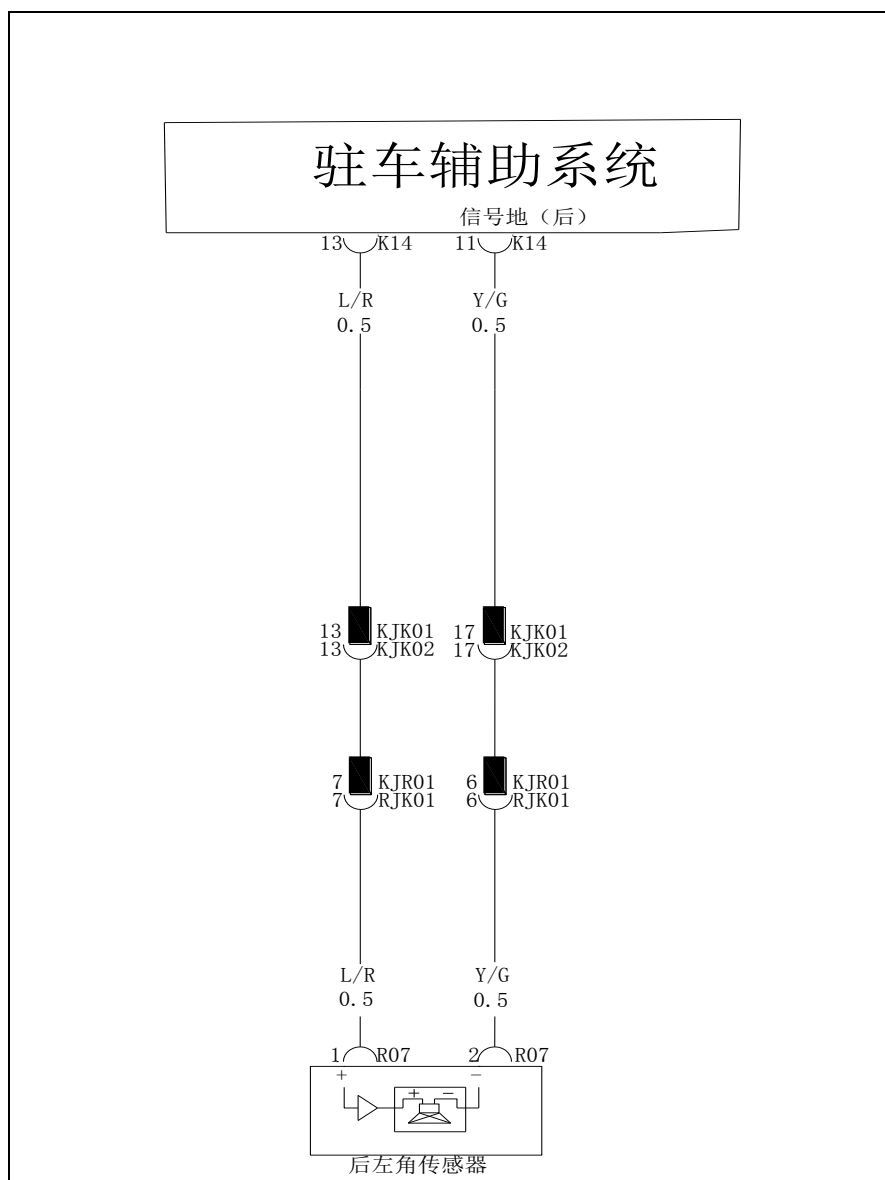 驻车辅助系统
信号地（后）
13 K14 11 K14
L/R Y/G
0.5 0.5
13 KJK01 17 KJK01
13 KJK02 17 KJK02
7 KJR01 6 KJR01
7 RJK01 6 RJK01
L/R Y/G
0.5 0.5
1 R07 2 R07
+ −
+ −
后左角传感器